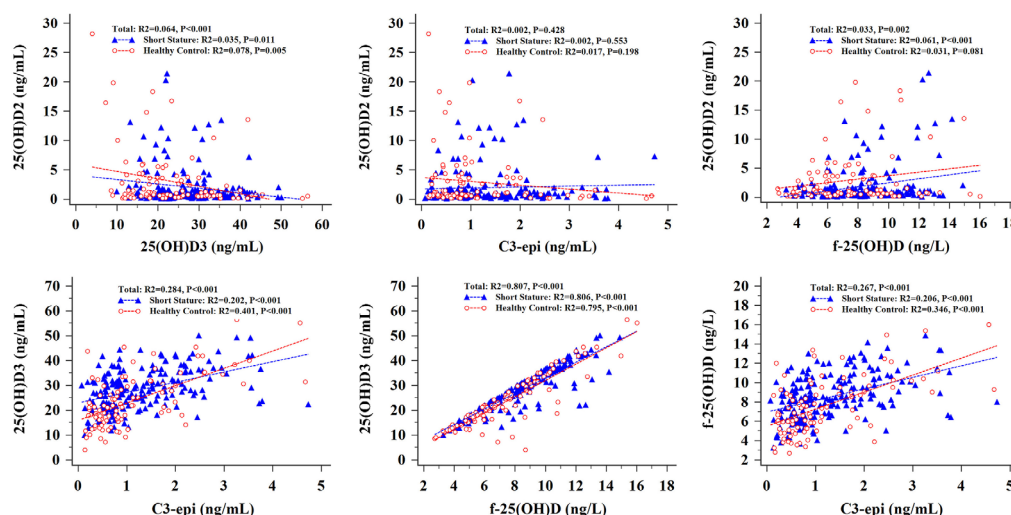 Total: R2=0.064, P<0.001
Short Stature: R2=0.035, P=0.011
Healthy Control: R2=0.078, P=0.005
25(OH)D2 (ng/mL)
30
25
20
15
10
5
0
0 10 20 30 40 50 60
25(OH)D3 (ng/mL)
Total: R2=0.002, P=0.428
Short Stature: R2=0.002, P=0.553
Healthy Control: R2=0.017, P=0.198
25(OH)D2 (ng/mL)
30
25
20
15
10
5
0
0 1 2 3 4 5
C3-epi (ng/mL)
Total: R2=0.033, P=0.002
Short Stature: R2=0.061, P<0.001
Healthy Control: R2=0.031, P=0.081
25(OH)D2 (ng/mL)
30
25
20
15
10
5
0
2 4 6 8 10 12 14 16 18
f-25(OH)D (ng/L)
Total: R2=0.284, P<0.001
Short Stature: R2=0.202, P<0.001
Healthy Control: R2=0.401, P<0.001
25(OH)D3 (ng/mL)
70
60
50
40
30
20
10
0
0 1 2 3 4 5
C3-epi (ng/mL)
Total: R2=0.807, P<0.001
Short Stature: R2=0.806, P<0.001
Healthy Control: R2=0.795, P<0.001
25(OH)D3 (ng/mL)
70
60
50
40
30
20
10
0
2 4 6 8 10 12 14 16 18
f-25(OH)D (ng/L)
Total: R2=0.267, P<0.001
Short Stature: R2=0.206, P<0.001
Healthy Control: R2=0.346, P<0.001
f-25(OH)D (ng/L)
20
18
16
14
12
10
8
6
4
2
0 1 2 3 4 5
C3-epi (ng/mL)